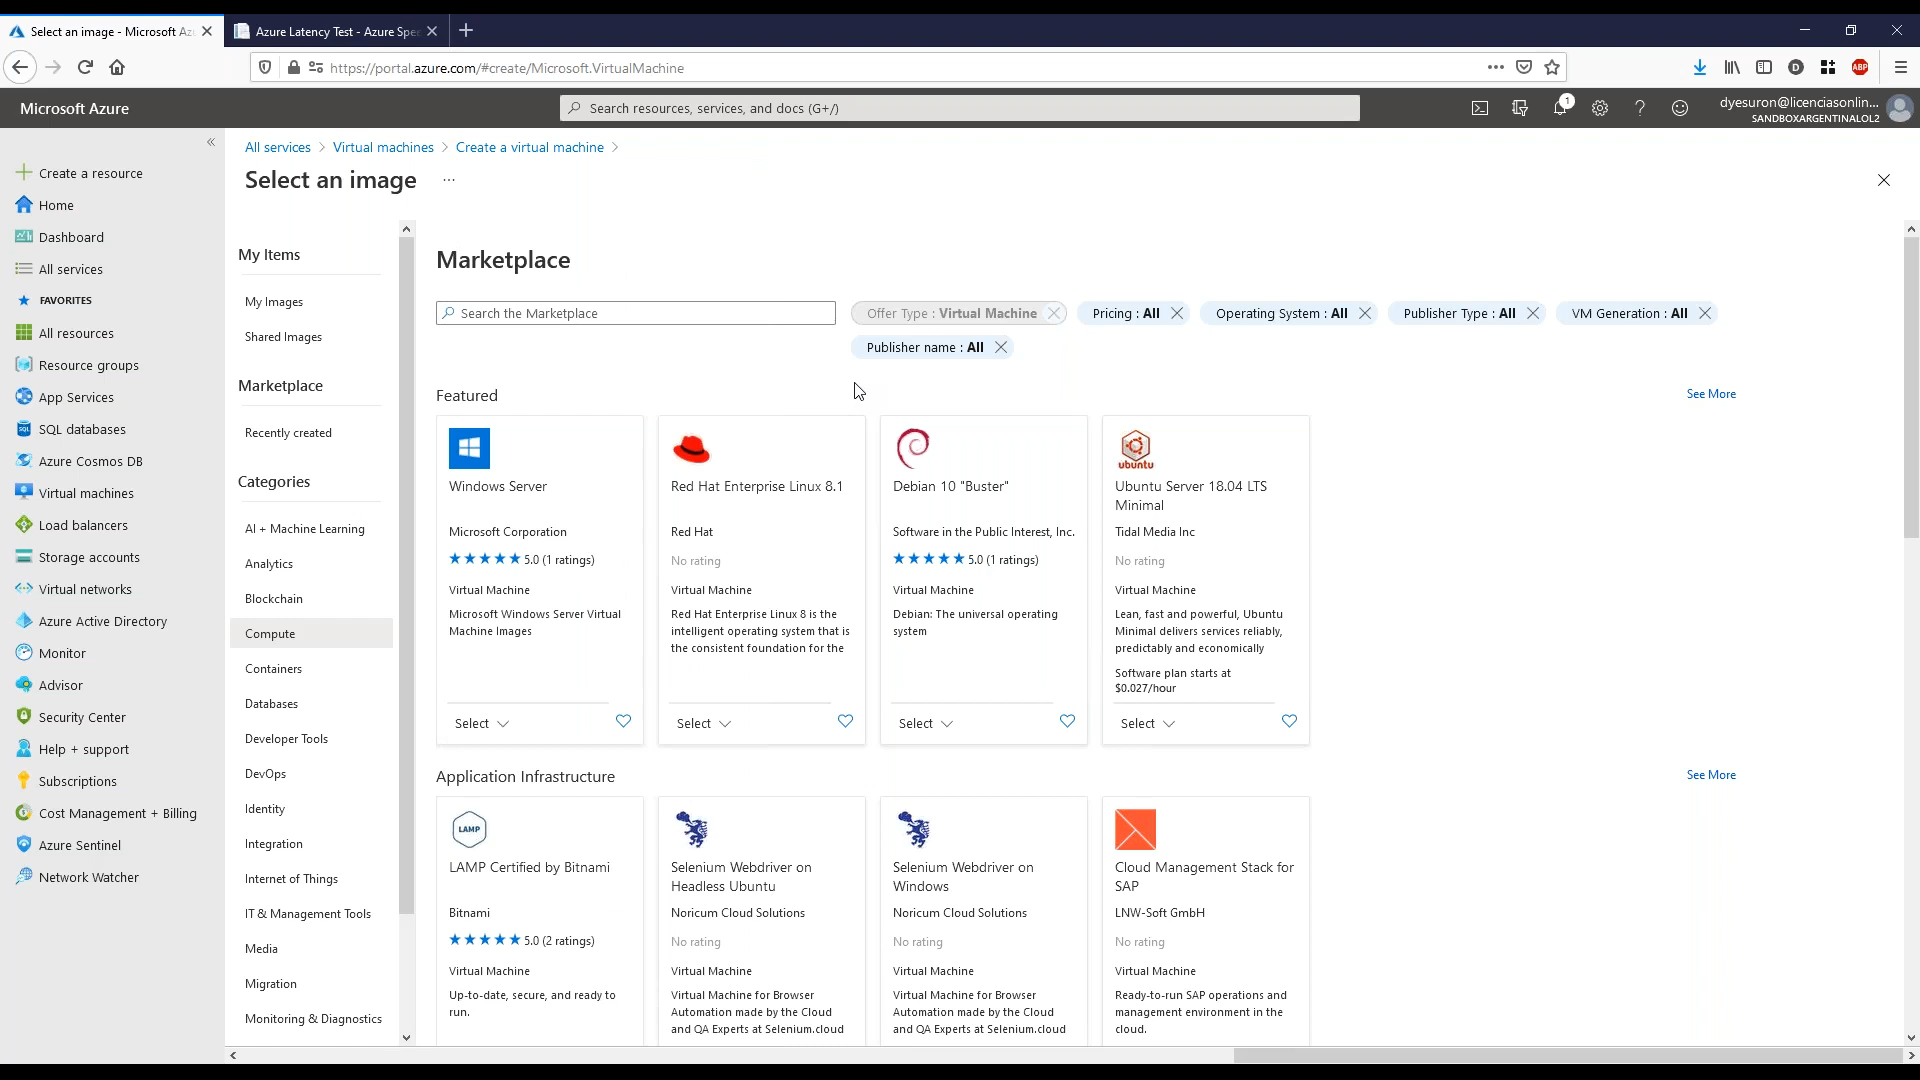 Select an image - Microsoft Az
Azure Latency Test - Azure Spee
https://portal.azure.com/#create/Microsoft.VirtualMachine
ABP
Microsoft Azure
Search resources, services, and docs (G+/)
1
dyesuron@licenciasonlin...
SANDBOXARGENTINALOL2
Create a resource
Home
Dashboard
All services
FAVORITES
All resources
Resource groups
App Services
SQL databases
Azure Cosmos DB
Virtual machines
Load balancers
Storage accounts
Virtual networks
Azure Active Directory
Monitor
Advisor
Security Center
Help + support
Subscriptions
Cost Management + Billing
Azure Sentinel
Network Watcher
All services > Virtual machines > Create a virtual machine >
Select an image ...
My Items
My Images
Shared Images
Marketplace
Recently created
Categories
AI + Machine Learning
Analytics
Blockchain
Compute
Containers
Databases
Developer Tools
DevOps
Identity
Integration
Internet of Things
IT & Management Tools
Media
Migration
Monitoring & Diagnostics
Marketplace
Search the Marketplace
Offer Type : Virtual Machine
Pricing : All
Operating System : All
Publisher Type : All
VM Generation : All
Publisher name : All
Featured
See More
Windows Server
Microsoft Corporation
5.0 (1 ratings)
Virtual Machine
Microsoft Windows Server Virtual
Machine Images
Select
Red Hat Enterprise Linux 8.1
Red Hat
No rating
Virtual Machine
Red Hat Enterprise Linux 8 is the
intelligent operating system that is
the consistent foundation for the
Select
Debian 10 "Buster"
Software in the Public Interest, Inc.
5.0 (1 ratings)
Virtual Machine
Debian: The universal operating
system
Select
ubuntu
Ubuntu Server 18.04 LTS
Minimal
Tidal Media Inc
No rating
Virtual Machine
Lean, fast and powerful, Ubuntu
Minimal delivers services reliably,
predictably and economically
Software plan starts at
$0.027/hour
Select
Application Infrastructure
See More
LAMP
LAMP Certified by Bitnami
Bitnami
5.0 (2 ratings)
Virtual Machine
Up-to-date, secure, and ready to
run.
Selenium Webdriver on
Headless Ubuntu
Noricum Cloud Solutions
No rating
Virtual Machine
Virtual Machine for Browser
Automation made by the Cloud
and QA Experts at Selenium.cloud
Selenium Webdriver on
Windows
Noricum Cloud Solutions
No rating
Virtual Machine
Virtual Machine for Browser
Automation made by the Cloud
and QA Experts at Selenium.cloud
Cloud Management Stack for
SAP
LNW-Soft GmbH
No rating
Virtual Machine
Ready-to-run SAP operations and
management environment in the
cloud.